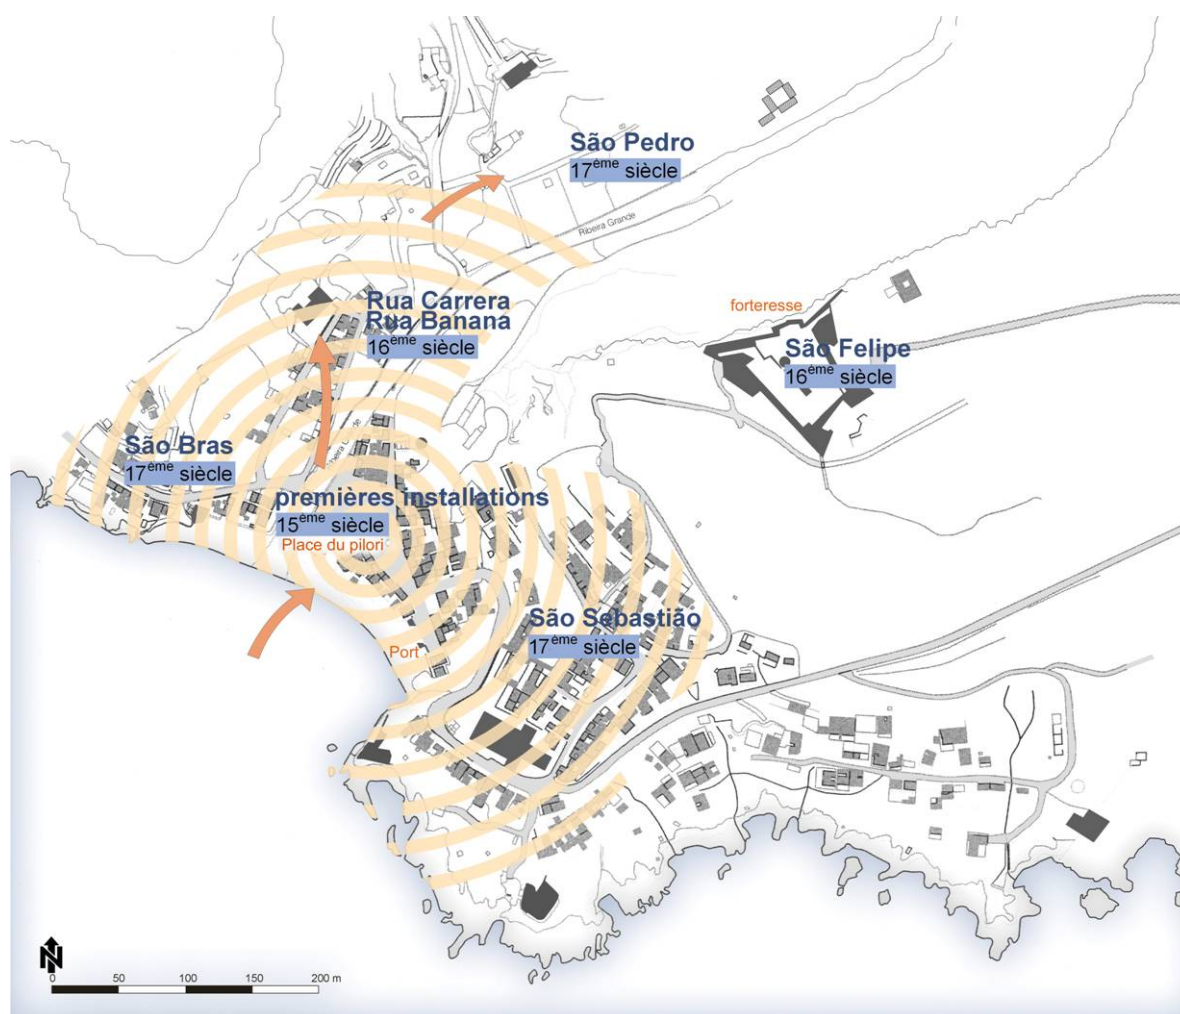 São Pedro
17ème siècle
Ribeira Grande
Rua Carrera
Rua Banana
16ème siècle
forteresse
São Felipe
16ème siècle
São Bras
17ème siècle
Ribeira Grande
premières installations
15ème siècle
Place du pilori
São Sebastião
17ème siècle
Port
N
0 50 100 150 200 m